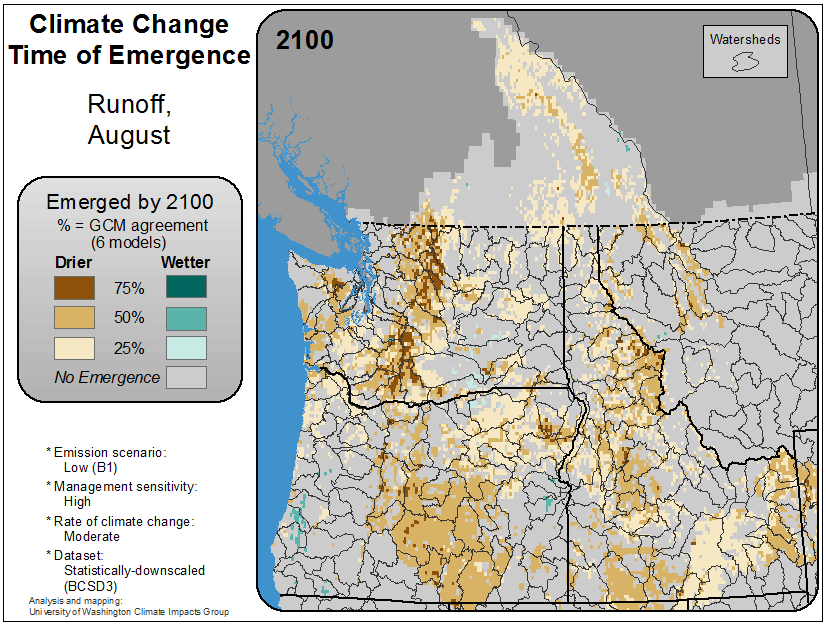 Climate Change
Time of Emergence
Runoff,
August
Emerged by 2100
% = GCM agreement
(6 models)
Drier Wetter
75%
50%
25%
No Emergence
* Emission scenario:
Low (B1)
* Management sensitivity:
High
* Rate of climate change:
Moderate
* Dataset:
Statistically-downscaled
(BCSD3)
Analysis and mapping:
University of Washington Climate Impacts Group
2100
Watersheds